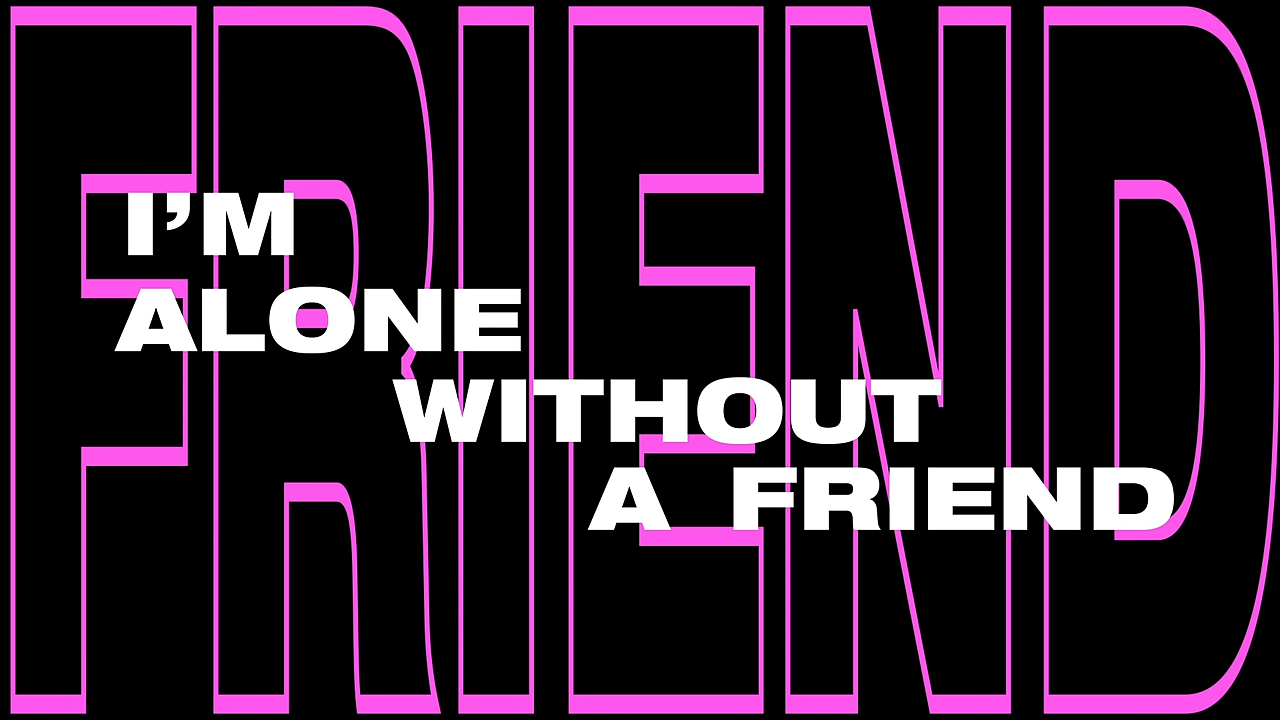 FRIEND
I’M
ALONE
WITHOUT
A FRIEND